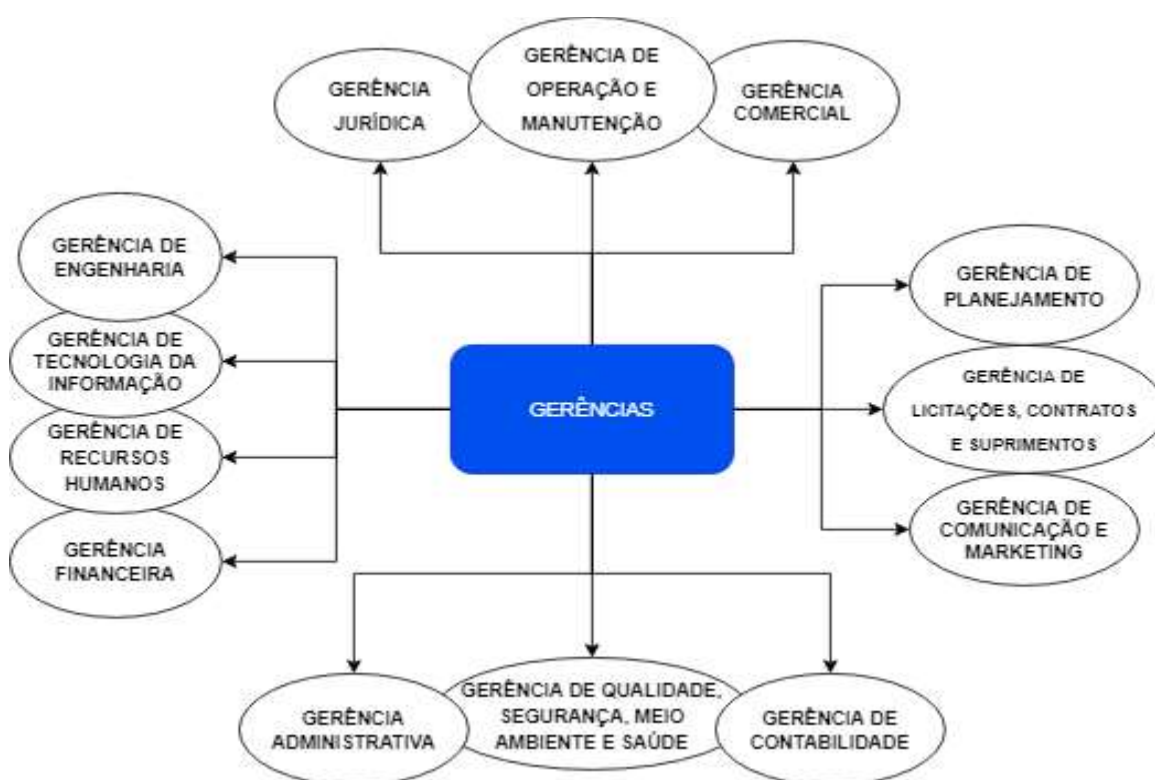 GERÊNCIA
JURÍDICA
GERÊNCIA DE
OPERAÇÃO E
MANUTENÇÃO
GERÊNCIA
COMERCIAL
GERÊNCIA DE
ENGENHARIA
GERÊNCIA DE
TECNOLOGIA DA
INFORMAÇÃO
GERÊNCIA DE
RECURSOS
HUMANOS
GERÊNCIA
FINANCEIRA
GERÊNCIAS
GERÊNCIA DE
PLANEJAMENTO
GERÊNCIA DE
LICITAÇÕES, CONTRATOS
E SUPRIMENTOS
GERÊNCIA DE
COMUNICAÇÃO E
MARKETING
GERÊNCIA
ADMINISTRATIVA
GERÊNCIA DE QUALIDADE,
SEGURANÇA, MEIO
AMBIENTE E SAÚDE
GERÊNCIA DE
CONTABILIDADE